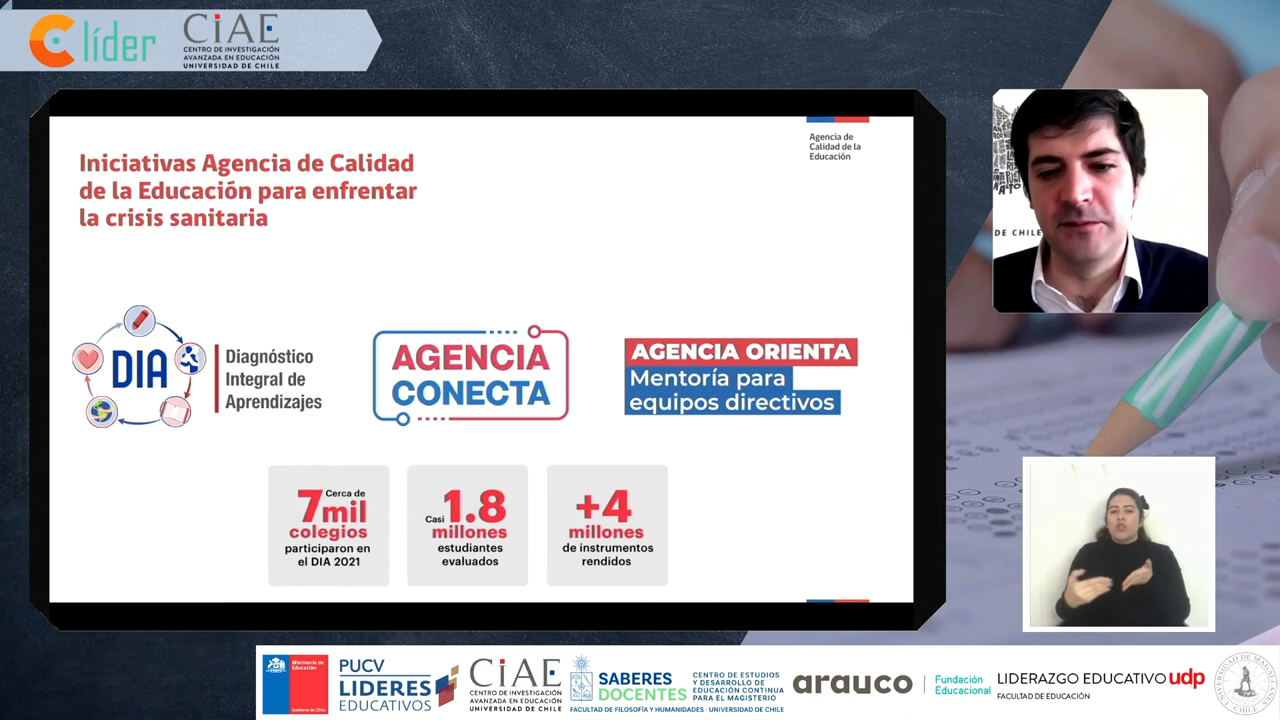 C líder
CIAE
CENTRO DE INVESTIGACIÓN
AVANZADA EN EDUCACIÓN
UNIVERSIDAD DE CHILE
Agencia de
Calidad de la
Educación
Iniciativas Agencia de Calidad
de la Educación para enfrentar
la crisis sanitaria
DE CHILE
DIA
Diagnóstico
Integral de
Aprendizajes
AGENCIA
CONECTA
AGENCIA ORIENTA
Mentoría para
equipos directivos
Cerca de
7mil
colegios
participaron en
el DIA 2021
Casi 1.8
millones
estudiantes
evaluados
+4
millones
de instrumentos
rendidos
Ministerio de
Educación
Gobierno de Chile
PUCV
LIDERES
EDUCATIVOS
CIAE
CENTRO DE INVESTIGACIÓN
AVANZADA EN EDUCACIÓN
UNIVERSIDAD DE CHILE
SABERES
DOCENTES
CENTRO DE ESTUDIOS
Y DESARROLLO DE
EDUCACIÓN CONTINUA
PARA EL MAGISTERIO
FACULTAD DE FILOSOFÍA Y HUMANIDADES · UNIVERSIDAD DE CHILE
arauco
Fundación
Educacional
LIDERAZGO EDUCATIVO udp
FACULTAD DE EDUCACIÓN